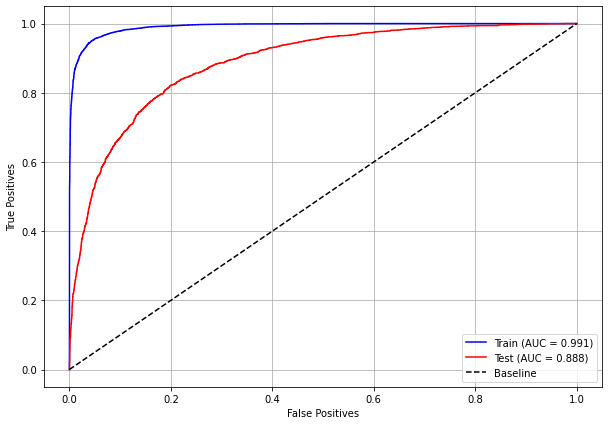 1.0
0.8
0.6
0.4
0.2
0.0
True Positives
0.0
0.2
0.4
0.6
0.8
1.0
False Positives
Train (AUC = 0.991)
Test (AUC = 0.888)
Baseline